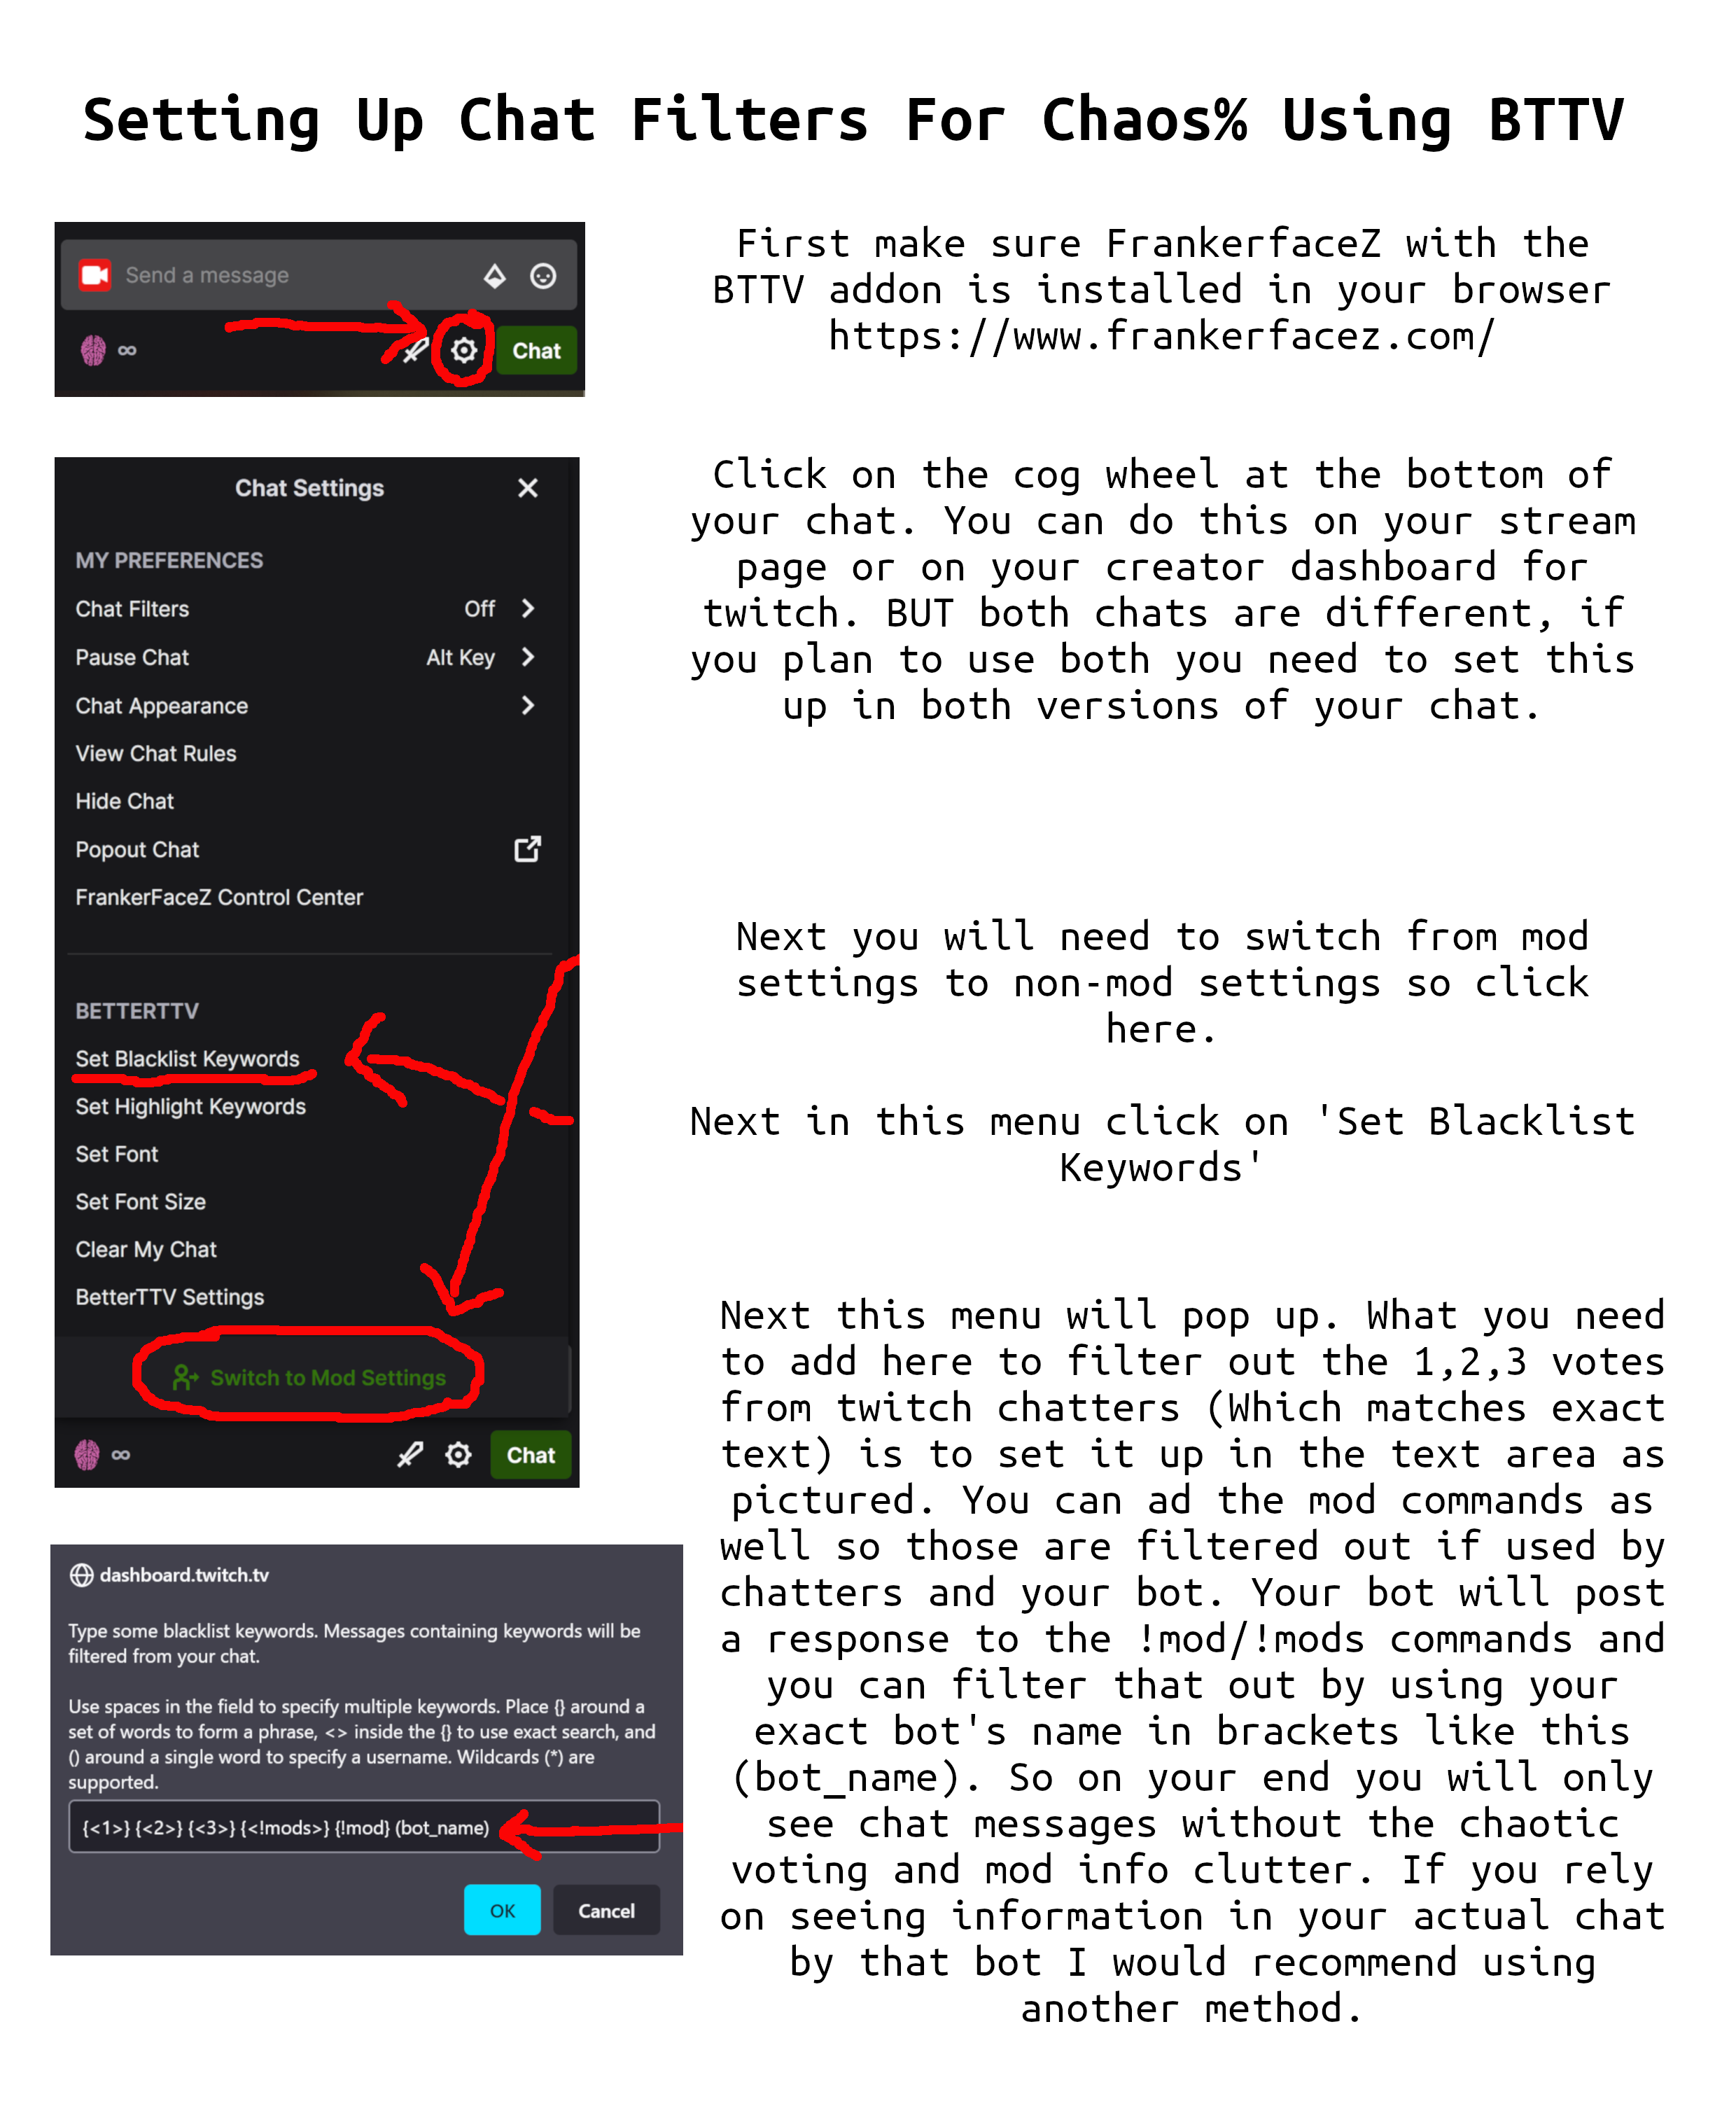 Setting Up Chat Filters For Chaos% Using BTTV
Send a message
∞
Chat
First make sure FrankerfaceZ with the
BTTV addon is installed in your browser
https://www.frankerfacez.com/
Chat Settings
MY PREFERENCES
Chat Filters Off
Pause Chat Alt Key
Chat Appearance
View Chat Rules
Hide Chat
Popout Chat
FrankerFaceZ Control Center
BETTERTTV
Set Blacklist Keywords
Set Highlight Keywords
Set Font
Set Font Size
Clear My Chat
BetterTTV Settings
Switch to Mod Settings
∞
Chat
Click on the cog wheel at the bottom of
your chat. You can do this on your stream
page or on your creator dashboard for
twitch. BUT both chats are different, if
you plan to use both you need to set this
up in both versions of your chat.
Next you will need to switch from mod
settings to non-mod settings so click
here.
Next in this menu click on 'Set Blacklist
Keywords'
dashboard.twitch.tv
Type some blacklist keywords. Messages containing keywords will be
filtered from your chat.
Use spaces in the field to specify multiple keywords. Place {} around a
set of words to form a phrase, <> inside the {} to use exact search, and
() around a single word to specify a username. Wildcards (*) are
supported.
{<1>} {<2>} {<3>} {<!mods>} {!mod} (bot_name)
OK
Cancel
Next this menu will pop up. What you need
to add here to filter out the 1,2,3 votes
from twitch chatters (Which matches exact
text) is to set it up in the text area as
pictured. You can ad the mod commands as
well so those are filtered out if used by
chatters and your bot. Your bot will post
a response to the !mod/!mods commands and
you can filter that out by using your
exact bot's name in brackets like this
(bot_name). So on your end you will only
see chat messages without the chaotic
voting and mod info clutter. If you rely
on seeing information in your actual chat
by that bot I would recommend using
another method.